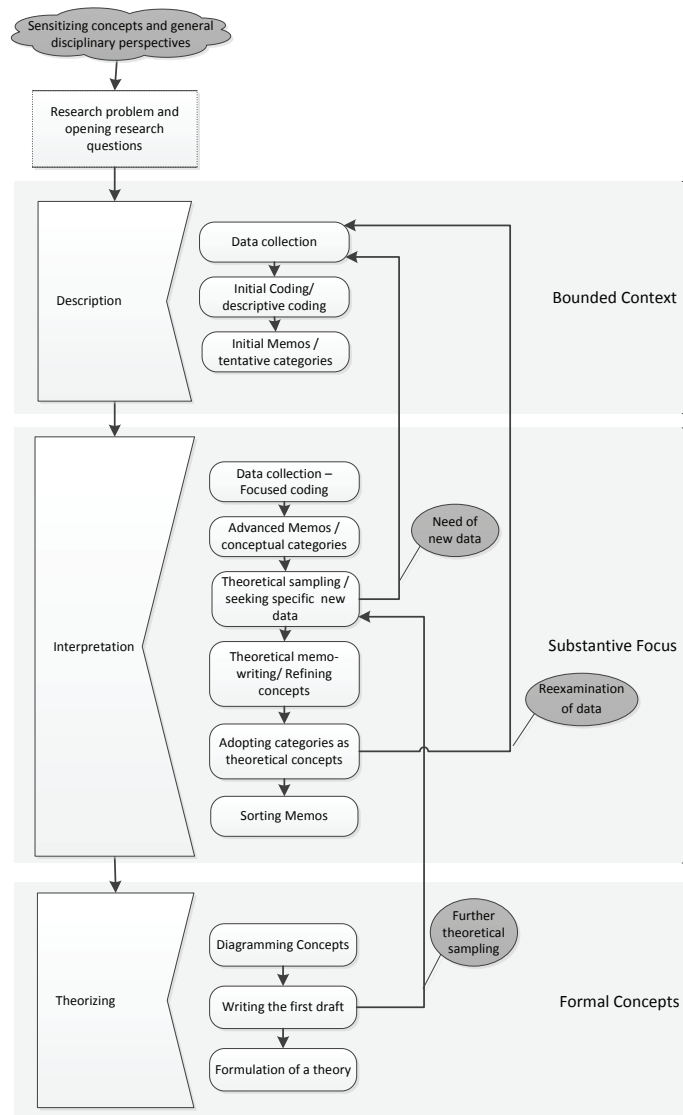 Sensitizing concepts and general
disciplinary perspectives
Research problem and
opening research
questions
Description
Data collection
Initial Coding/
descriptive coding
Initial Memos /
tentative categories
Bounded Context
Interpretation
Data collection –
Focused coding
Advanced Memos /
conceptual categories
Theoretical sampling /
seeking specific new
data
Theoretical memo-
writing/ Refining
concepts
Adopting categories as
theoretical concepts
Sorting Memos
Need of
new data
Substantive Focus
Reexamination
of data
Theorizing
Diagramming Concepts
Writing the first draft
Formulation of a theory
Further
theoretical
sampling
Formal Concepts